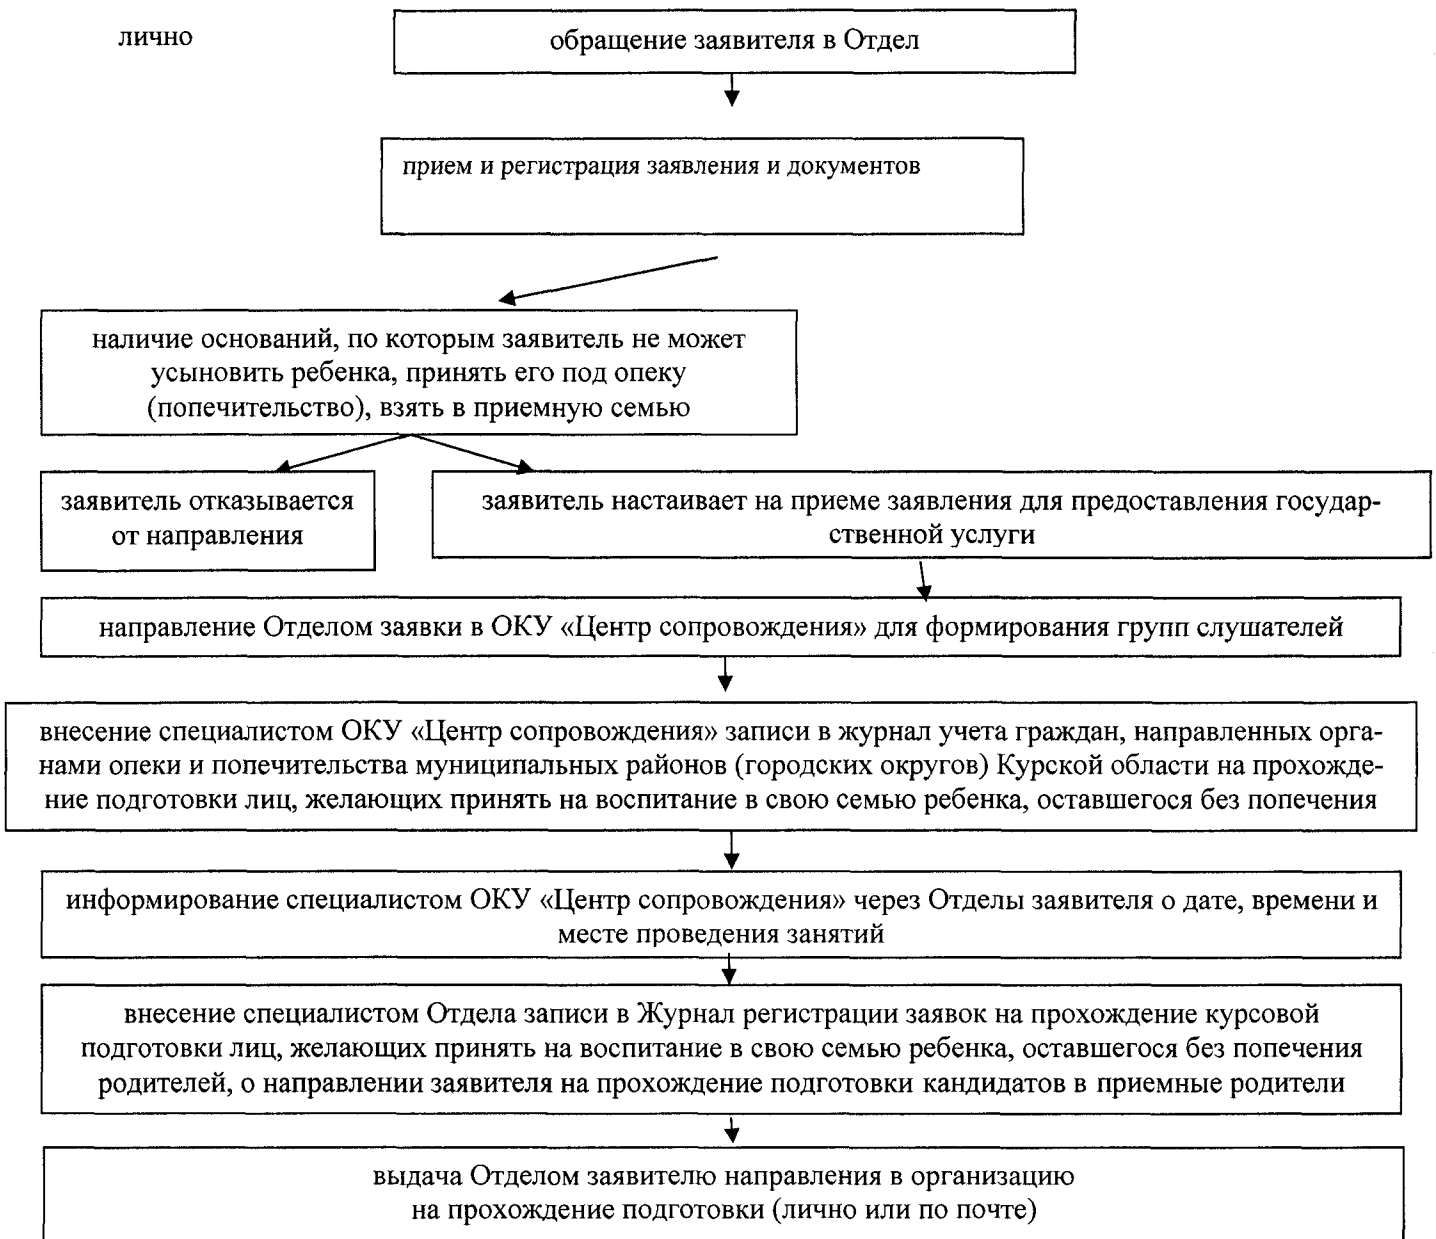 лично
обращение заявителя в Отдел
прием и регистрация заявления и документов
наличие оснований, по которым заявитель не может
усыновить ребенка, принять его под опеку
(попечительство), взять в приемную семью
заявитель отказывается
от направления
заявитель настаивает на приеме заявления для предоставления государ-
ственной услуги
направление Отделом заявки в ОКУ «Центр сопровождения» для формирования групп слушателей
внесение специалистом ОКУ «Центр сопровождения» записи в журнал учета граждан, направленных орга-
нами опеки и попечительства муниципальных районов (городских округов) Курской области на прохожде-
ние подготовки лиц, желающих принять на воспитание в свою семью ребенка, оставшегося без попечения
информирование специалистом ОКУ «Центр сопровождения» через Отделы заявителя о дате, времени и
месте проведения занятий
внесение специалистом Отдела записи в Журнал регистрации заявок на прохождение курсовой
подготовки лиц, желающих принять на воспитание в свою семью ребенка, оставшегося без попечения
родителей, о направлении заявителя на прохождение подготовки кандидатов в приемные родители
выдача Отделом заявителю направления в организацию
на прохождение подготовки (лично или по почте)